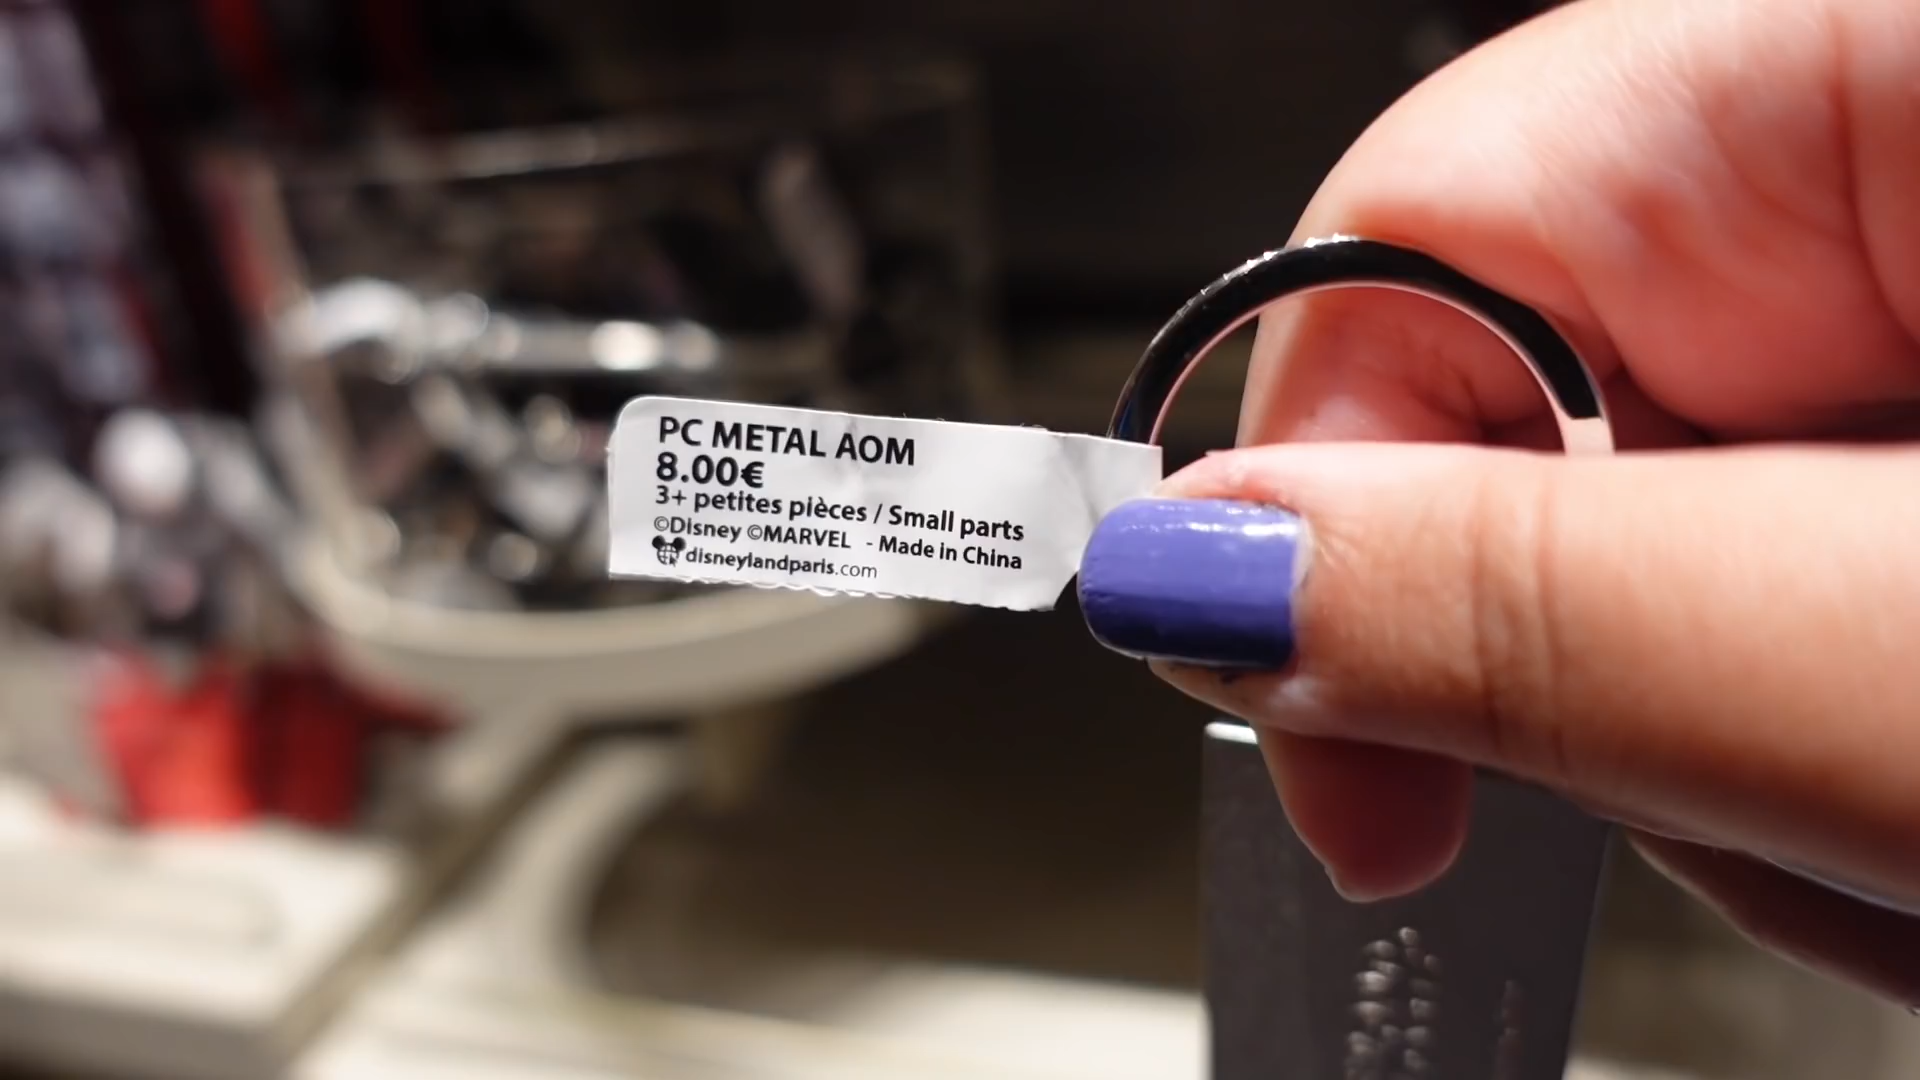 PC METAL AOM
8.00€
3+ petites pièces / Small parts
©Disney ©MARVEL - Made in China
disneylandparis.com